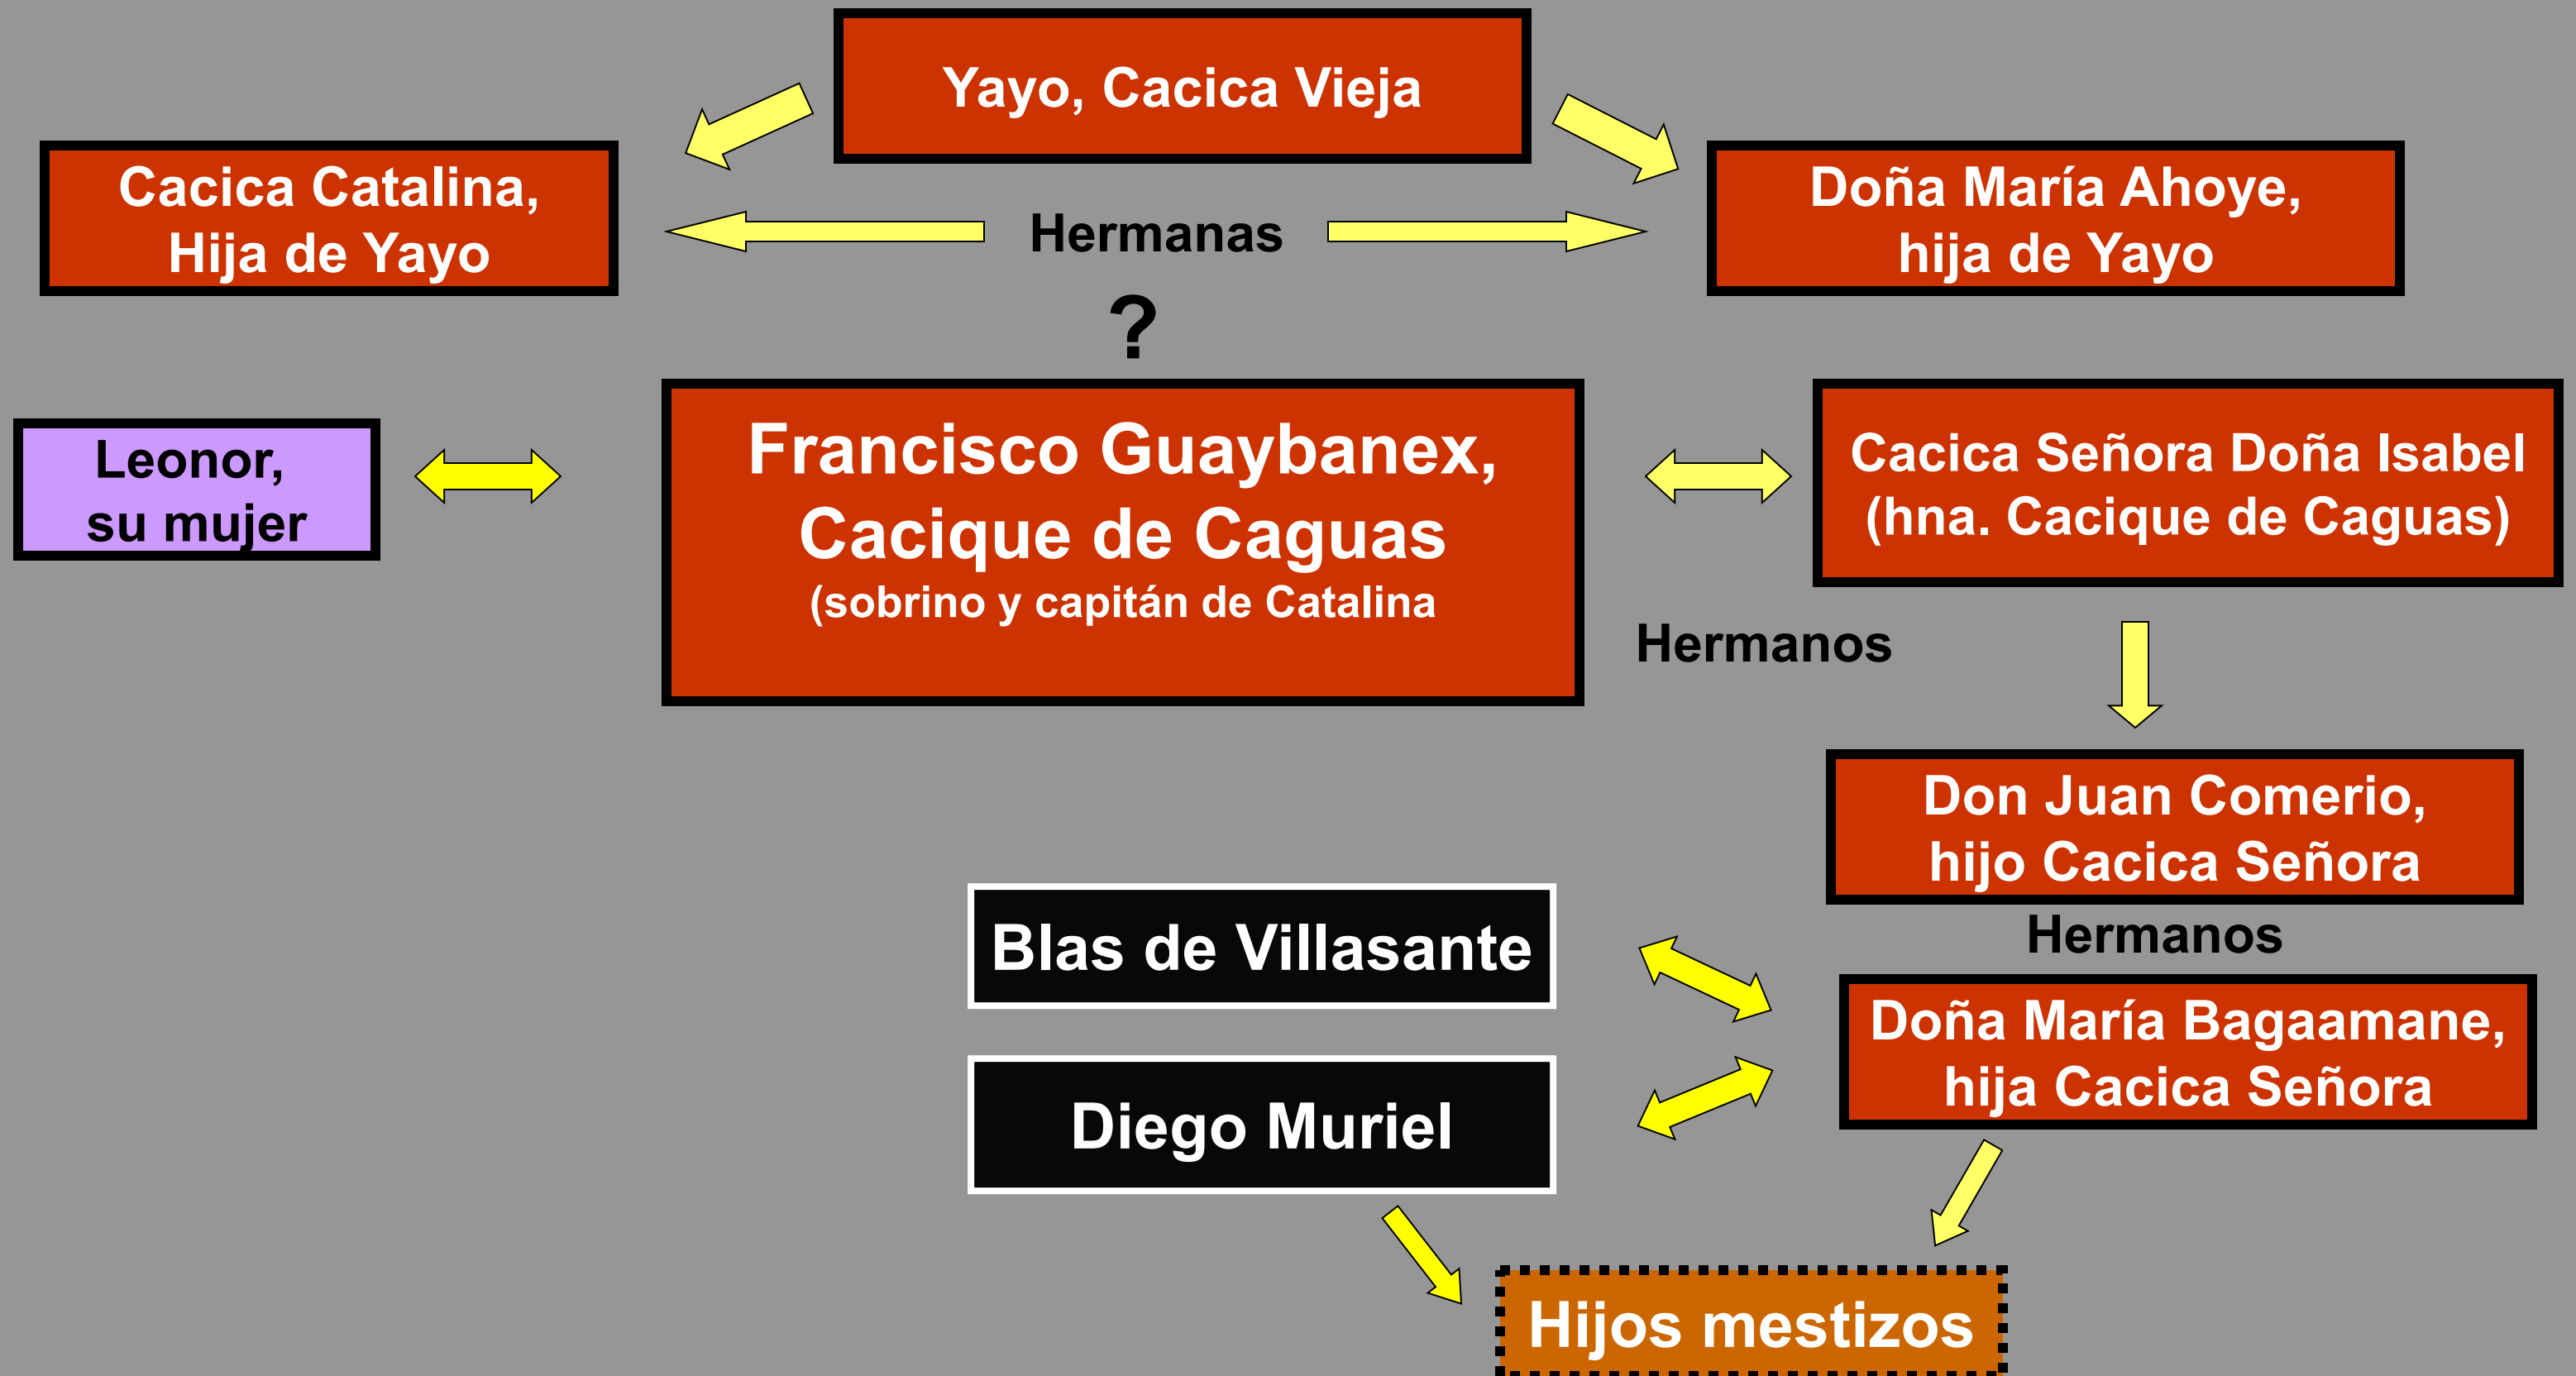 Yayo, Cacica Vieja
Cacica Catalina,
Hija de Yayo
Hermanas
Doña María Ahoye,
hija de Yayo
?
Leonor,
su mujer
Francisco Guaybanex,
Cacique de Caguas
(sobrino y capitán de Catalina
Cacica Señora Doña Isabel
(hna. Cacique de Caguas)
Hermanos
Don Juan Comerio,
hijo Cacica Señora
Hermanos
Blas de Villasante
Doña María Bagaamane,
hija Cacica Señora
Diego Muriel
Hijos mestizos